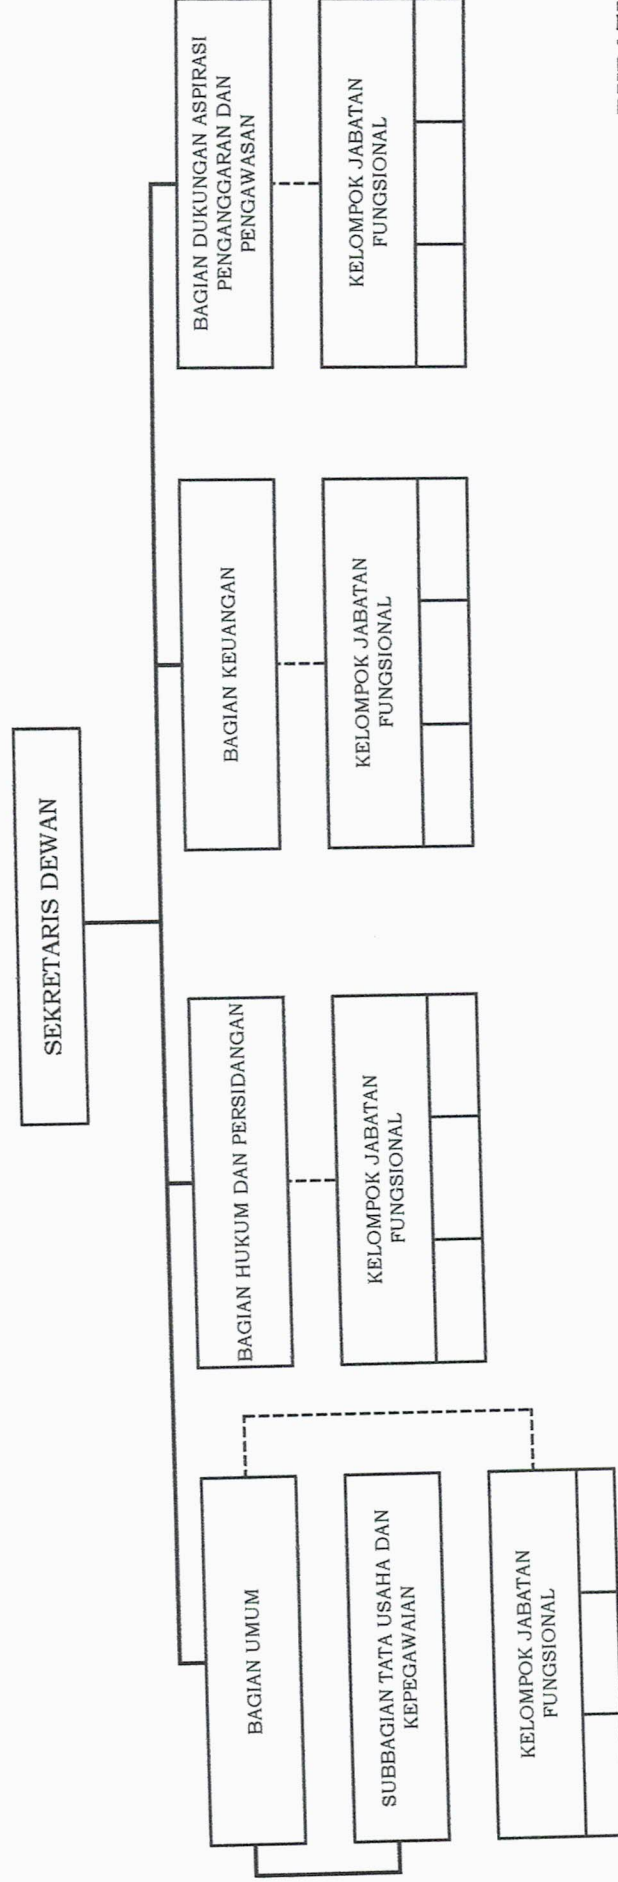 SEKRETARIS DEWAN
BAGIAN UMUM
BAGIAN HUKUM DAN PERSIDANGAN
BAGIAN KEUANGAN
BAGIAN DUKUNGAN ASPIRASI
PENGANGGARAN DAN
PENGAWASAN
SUBBAGIAN TATA USAHA DAN
KEPEGAWAIAN
KELOMPOK JABATAN
FUNGSIONAL
KELOMPOK JABATAN
FUNGSIONAL
KELOMPOK JABATAN
FUNGSIONAL
KELOMPOK JABATAN
FUNGSIONAL